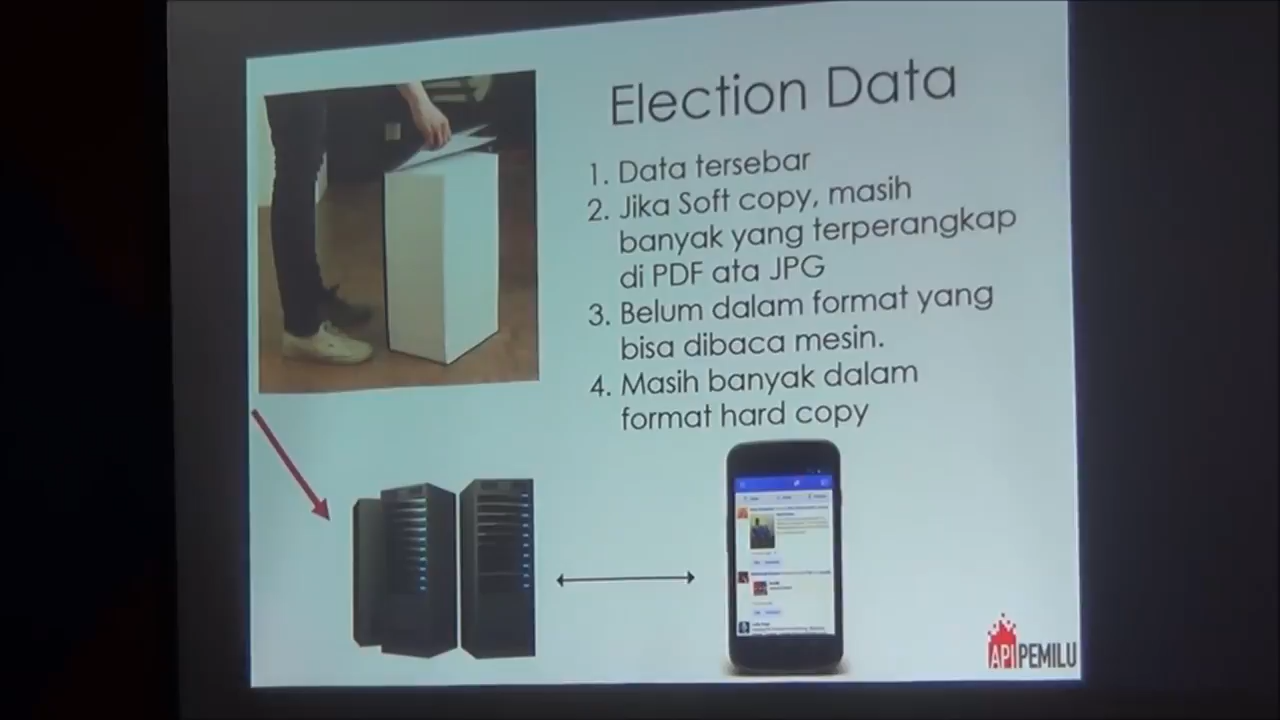 Election Data
1. Data tersebar
2. Jika Soft copy, masih
banyak yang terperangkap
di PDF ata JPG
3. Belum dalam format yang
bisa dibaca mesin.
4. Masih banyak dalam
format hard copy
APIPEMILU